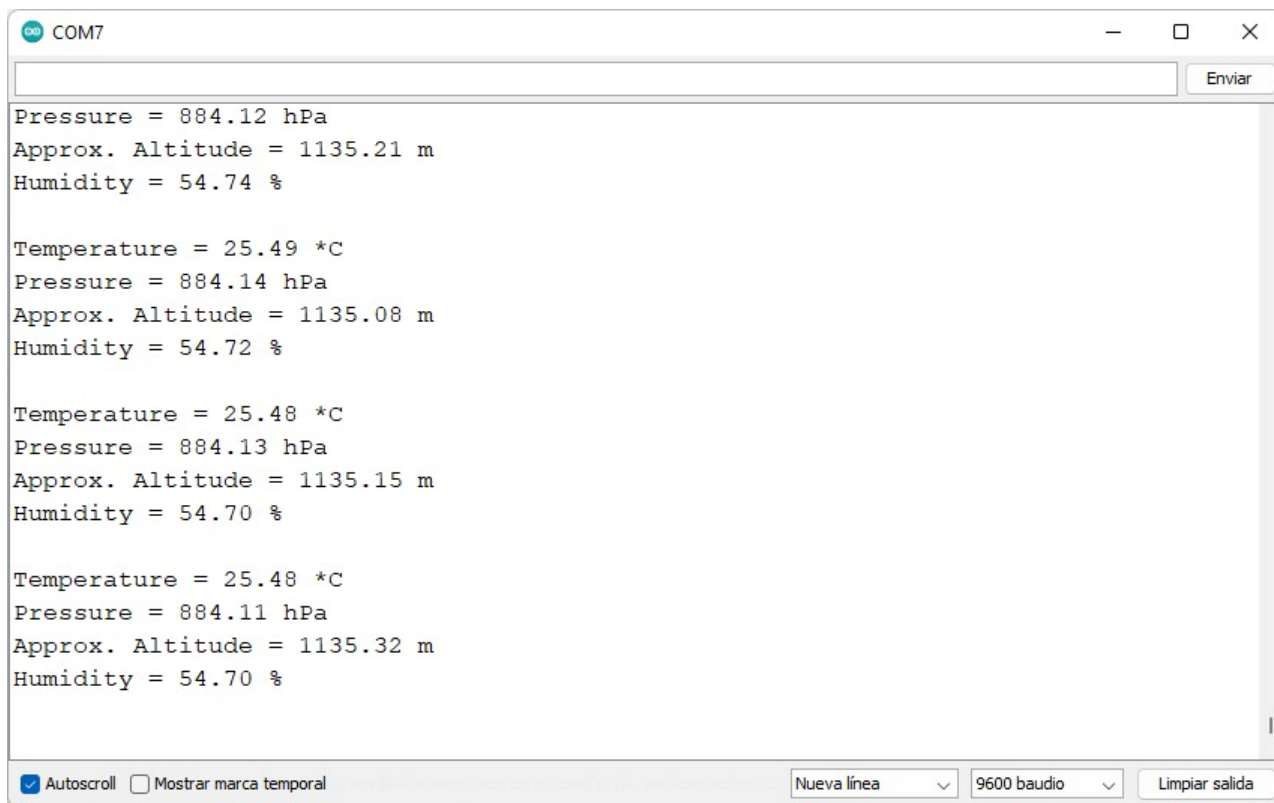 COM7
Enviar
Pressure = 884.12 hPa
Approx. Altitude = 1135.21 m
Humidity = 54.74 %
Temperature = 25.49 *C
Pressure = 884.14 hPa
Approx. Altitude = 1135.08 m
Humidity = 54.72 %
Temperature = 25.48 *C
Pressure = 884.13 hPa
Approx. Altitude = 1135.15 m
Humidity = 54.70 %
Temperature = 25.48 *C
Pressure = 884.11 hPa
Approx. Altitude = 1135.32 m
Humidity = 54.70 %
Autoscroll Mostrar marca temporal Nueva línea 9600 baudio Limpiar salida